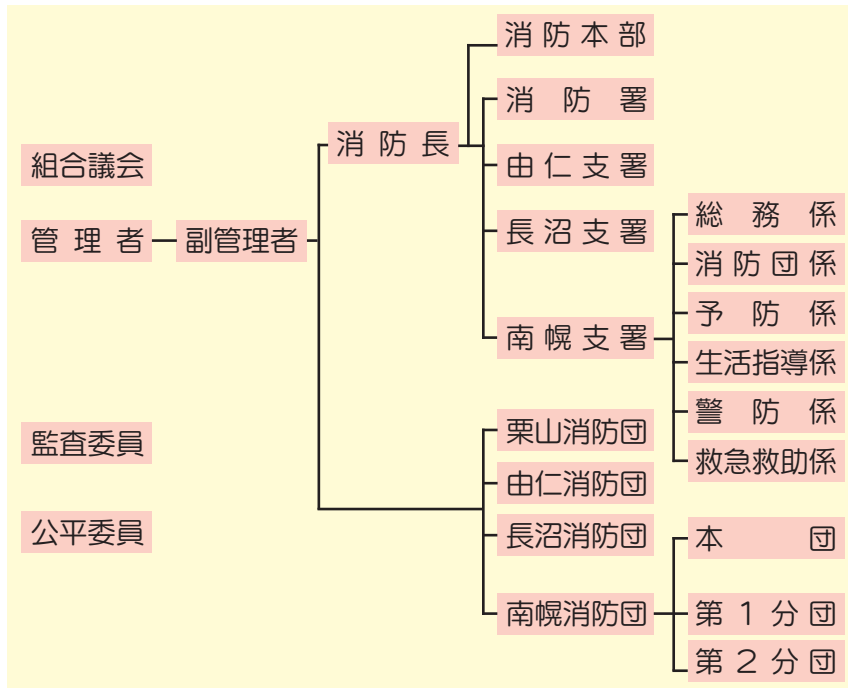 組合議会
管理者
副管理者
監査委員
公平委員
消防長
消防本部
消防署
由仁支署
長沼支署
南幌支署
総務係
消防団係
予防係
生活指導係
警防係
救急救助係
栗山消防団
由仁消防団
長沼消防団
南幌消防団
本団
第1分団
第2分団